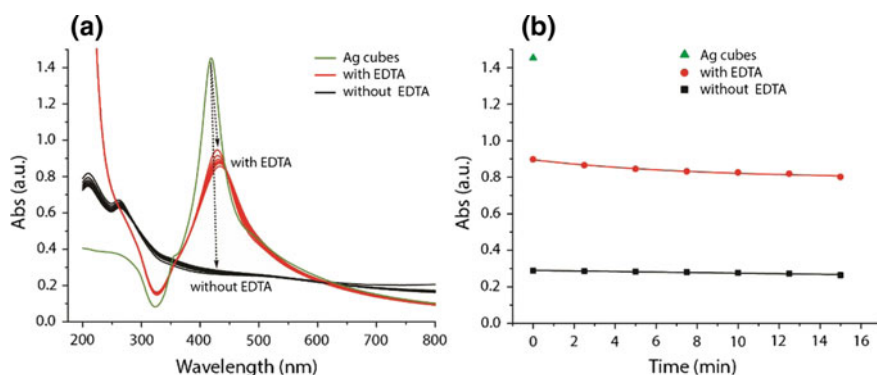 (a)
Ag cubes
with EDTA
without EDTA
1.4
1.2
1.0
0.8
0.6
0.4
0.2
0.0
Abs (a.u.)
with EDTA
without EDTA
200 300 400 500 600 700 800
Wavelength (nm)
(b)
Ag cubes
with EDTA
without EDTA
1.4
1.2
1.0
0.8
0.6
0.4
0.2
0.0
Abs (a.u.)
0 2 4 6 8 10 12 14 16
Time (min)